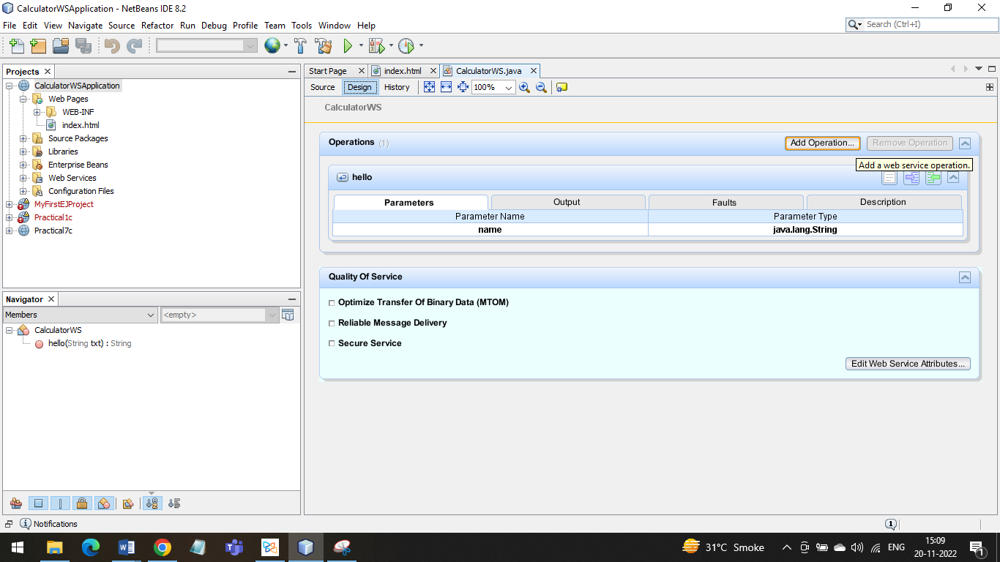 CalculatorWSApplication - NetBeans IDE 8.2
File Edit View Navigate Source Refactor Run Debug Profile Team Tools Window Help
Search (Ctrl+I)
Projects
CalculatorWSApplication
Web Pages
WEB-INF
index.html
Source Packages
Libraries
Enterprise Beans
Web Services
Configuration Files
MyFirstEJProject
Practical1c
Practical7c
Navigator
Members
<empty>
CalculatorWS
hello(String txt) : String
Start Page index.html CalculatorWS.java
Source Design History 100%
CalculatorWS
Operations (1) Add Operation... Remove Operation
Add a web service operation.
hello
Parameters Output Faults Description
Parameter Name Parameter Type
name java.lang.String
Quality Of Service
Optimize Transfer Of Binary Data (MTOM)
Reliable Message Delivery
Secure Service
Edit Web Service Attributes...
Notifications
1
31°C Smoke
ENG
15:09
20-11-2022
1